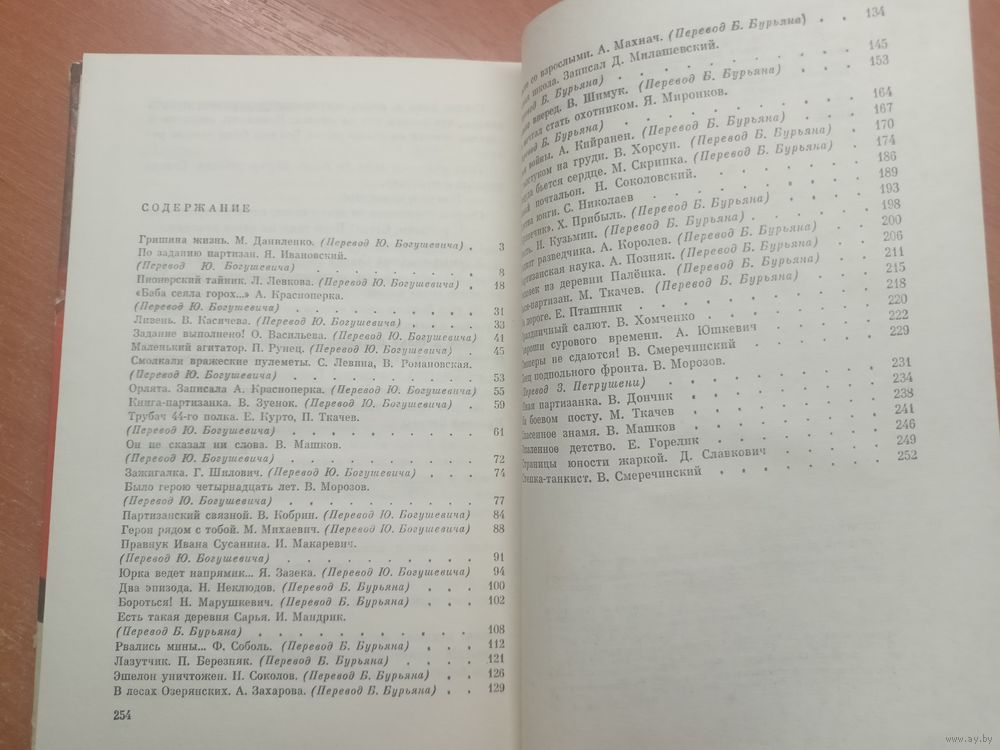 СОДЕРЖАНИЕ
Гришина жизнь. М. Даниленко. (Перевод Ю. Богушевича) . 3
По заданию партизан. Я. Ивановский.
(Перевод Ю. Богушевича) . . . . . . . . . . 8
Пионерский тайник. Л. Левкова. (Перевод Ю. Богушевича) . 18
«Баба сеяла горох...» А. Красноперка.
(Перевод Ю. Богушевича) . . . . . . . . . . 31
Ливень. В. Касичева. (Перевод Ю. Богушевича) . . . 33
Задание выполнено! О. Васильева. (Перевод Ю. Богушевича) . 41
Маленький агитатор. П. Рунец. (Перевод Ю. Богушевича) . . 45
Смолкали вражеские пулеметы. С. Левина, В. Романовская.
(Перевод Ю. Богушевича) . . . . . . . . . . 53
Орлята. Записала А. Красноперка. (Перевод Ю. Богушевича) . 55
Книга-партизанка. В. Зуенок. (Перевод Ю. Богушевича) . . 59
Трубач 44-го полка. Е. Курто, П. Ткачев.
(Перевод Ю. Богушевича) . . . . . . . . . . 61
Он не сказал ни слова. В. Машков.
(Перевод Ю. Богушевича) . . . . . . . . . . 72
Зажигалка. Г. Шилович. (Перевод Ю. Богушевича) . . . 74
Было герою четырнадцать лет. В. Морозов.
(Перевод Ю. Богушевича) . . . . . . . . . . 77
Партизанский связной. В. Кобрин. (Перевод Ю. Богушевича) . 84
Герои рядом с тобой. М. Михаевич. (Перевод Ю. Богушевича) . 88
Правнук Ивана Сусанина. И. Макаревич.
(Перевод Ю. Богушевича) . . . . . . . . . . 91
Юрка ведет напрямик... Я. Зазека. (Перевод Ю. Богушевича) 94
Два эпизода. Н. Неклюдов. (Перевод Б. Бурьяна) . . . 100
Бороться! Н. Марушкевич. (Перевод Б. Бурьяна) . . . 102
Есть такая деревня Сарья. И. Мандрик.
(Перевод Б. Бурьяна) . . . . . . . . . . 108
Рвались мины... Ф. Соболь. (Перевод Б. Бурьяна) . . . 112
Лазутчик. П. Березняк. (Перевод Б. Бурьяна) . . . . 121
Эшелон уничтожен. Н. Соколов. (Перевод Б. Бурьяна) . . 126
В лесах Озерянских. А. Захарова. (Перевод Б. Бурьяна) . . 129
254
со взрослыми. А. Махнач. (Перевод Б. Бурьяна) . . 134
школа. Записал Д. Милашевский.
Б. Бурьяна) . . . . . . . . 145
вперед. В. Шимук. (Перевод Б. Бурьяна) . . 153
стать охотником. Я. Миронков.
Б. Бурьяна) . . . . . . . . 164
войны. А. Кийранен. (Перевод Б. Бурьяна) . . 167
на груди. В. Хорсун. (Перевод Б. Бурьяна) . 170
бьется сердце. М. Скрипка. (Перевод Б. Бурьяна) . 174
почтальон. Н. Соколовский. . . . . 186
юнги. С. Николаев . . . . . . 189
Х. Прибыль. (Перевод Б. Бурьяна) . . . 193
И. Кузьмин. (Перевод Б. Бурьяна) . . . 198
разведчика. А. Королев. (Перевод Б. Бурьяна) . 200
наука. А. Позняк. (Перевод Б. Бурьяна) . 206
из деревни Палёнка. (Перевод Б. Бурьяна) . 211
М. Ткачев. (Перевод Б. Бурьяна) . . 215
дороге. Е. Пташник . . . . . . 218
салют. В. Хомченко . . . . . 220
сурового времени. А. Юшкевич . . . . 222
не сдаются! В. Смеречинский . . . . 229
подпольного фронта. В. Морозов.
Перевод З. Петрушени) . . . . . . . . 231
партизанка. В. Дончик . . . . . . 234
На боевом посту. М. Ткачев . . . . . . 238
Спасенное знамя. В. Машков . . . . . . 241
детство. Е. Горелик . . . . . . 246
Страницы юности жаркой. Д. Славкович . . . . 249
Степка-танкист. В. Смеречинский . . . . . . 252
www.ay.by